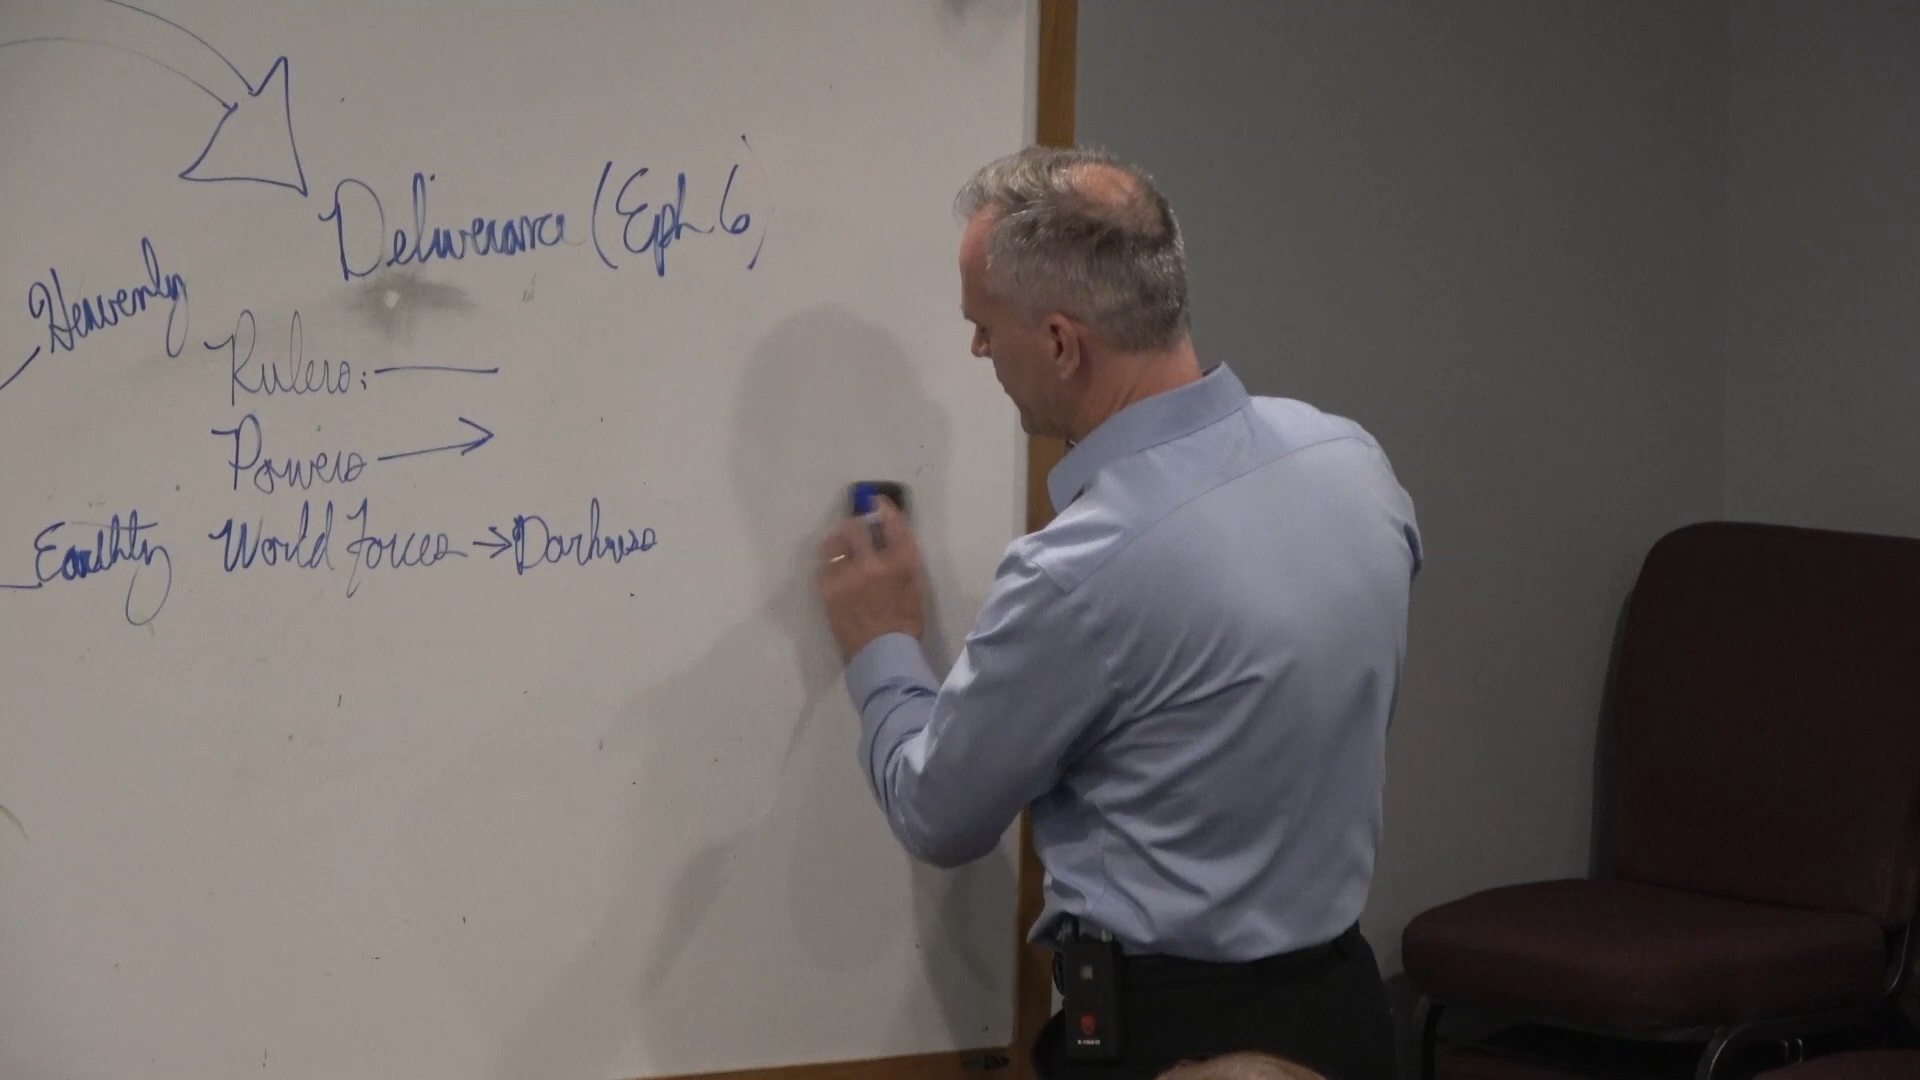 Deliverance (Eph 6)
Heavenly
Rulers: —
Powers →
Earthly World Forces → Darkness